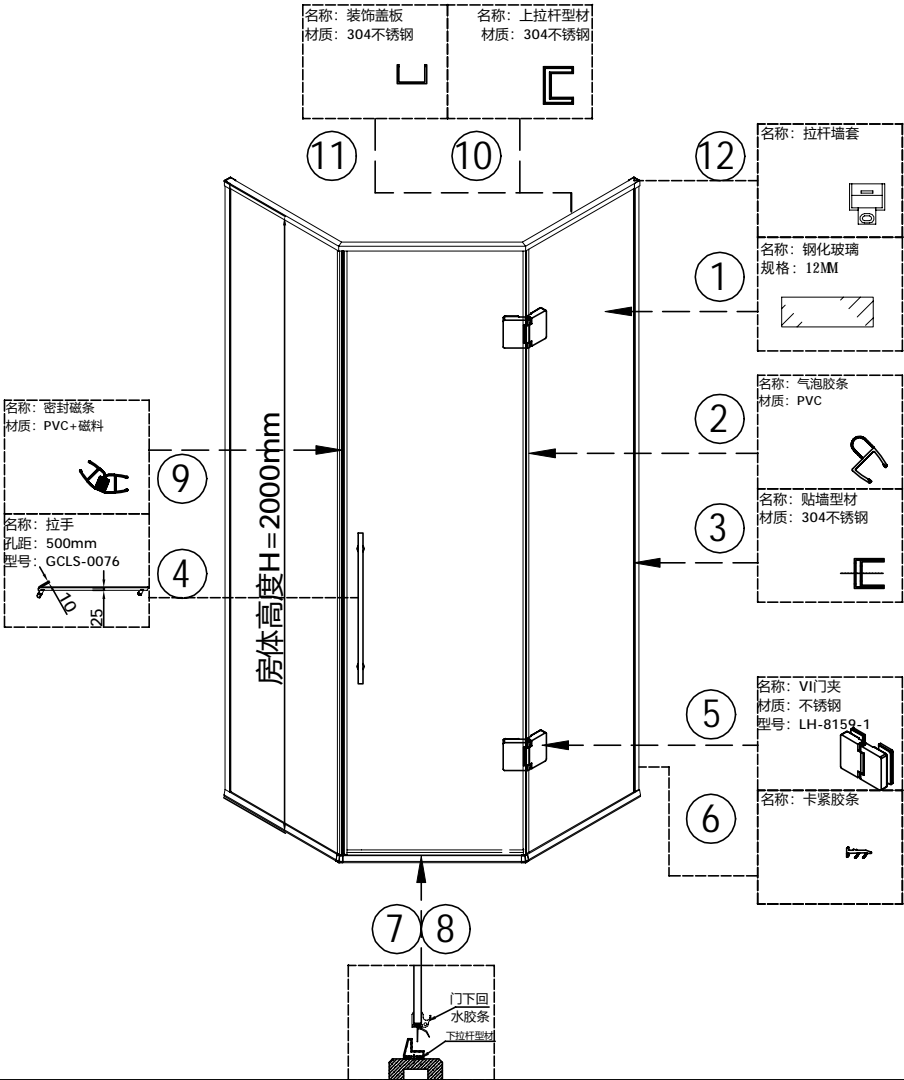 名称：装饰盖板
材质：304不锈钢
名称：上拉杆型材
材质：304不锈钢
11
10
12
名称：拉杆墙套
1
名称：钢化玻璃
规格：12MM
2
名称：气泡胶条
材质：PVC
3
名称：贴墙型材
材质：304不锈钢
名称：密封磁条
材质：PVC+磁料
9
名称：拉手
孔距：500mm
型号：GCLS-0076
10
25
4
房体高度H=2000mm
5
名称：VI门夹
材质：不锈钢
型号：LH-8159-1
6
名称：卡紧胶条
7
8
门下回
水胶条
下拉杆型材